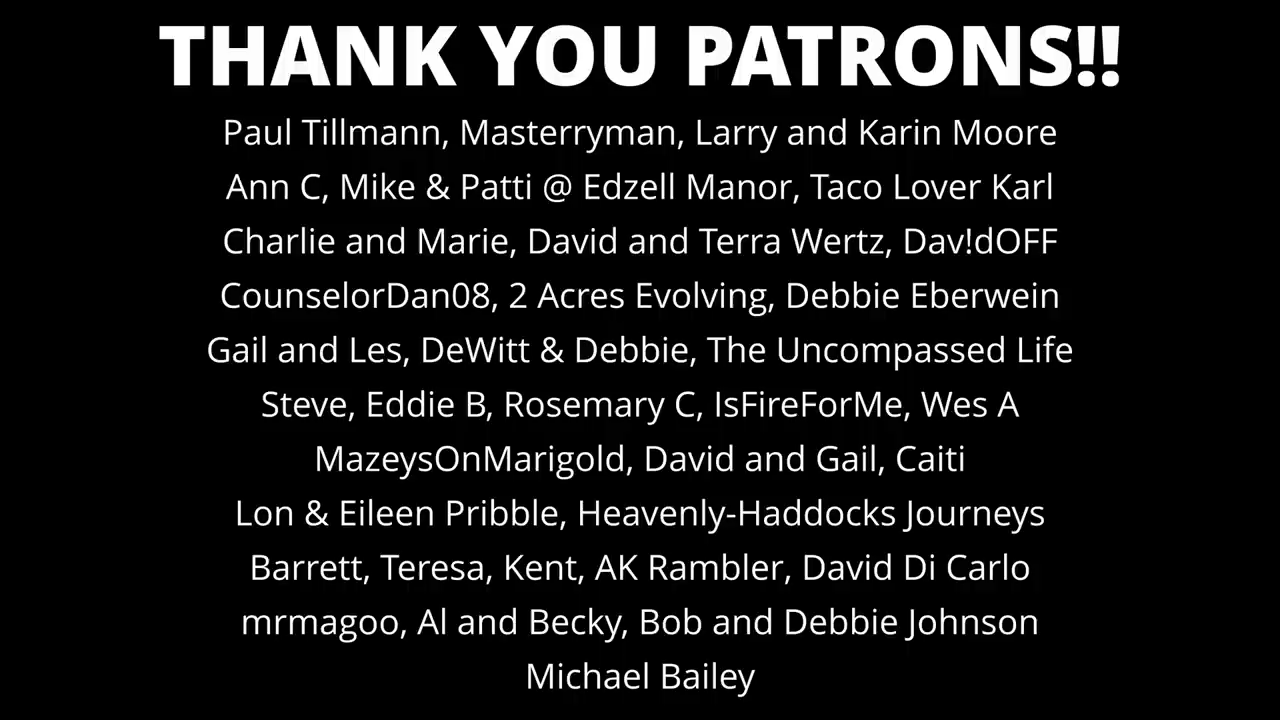 THANK YOU PATRONS!!
Paul Tillmann, Masterryman, Larry and Karin Moore
Ann C, Mike & Patti @ Edzell Manor, Taco Lover Karl
Charlie and Marie, David and Terra Wertz, Dav!dOFF
CounselorDan08, 2 Acres Evolving, Debbie Eberwein
Gail and Les, DeWitt & Debbie, The Uncompassed Life
Steve, Eddie B, Rosemary C, IsFireForMe, Wes A
MazeysOnMarigold, David and Gail, Caiti
Lon & Eileen Pribble, Heavenly-Haddocks Journeys
Barrett, Teresa, Kent, AK Rambler, David Di Carlo
mrmagoo, Al and Becky, Bob and Debbie Johnson
Michael Bailey